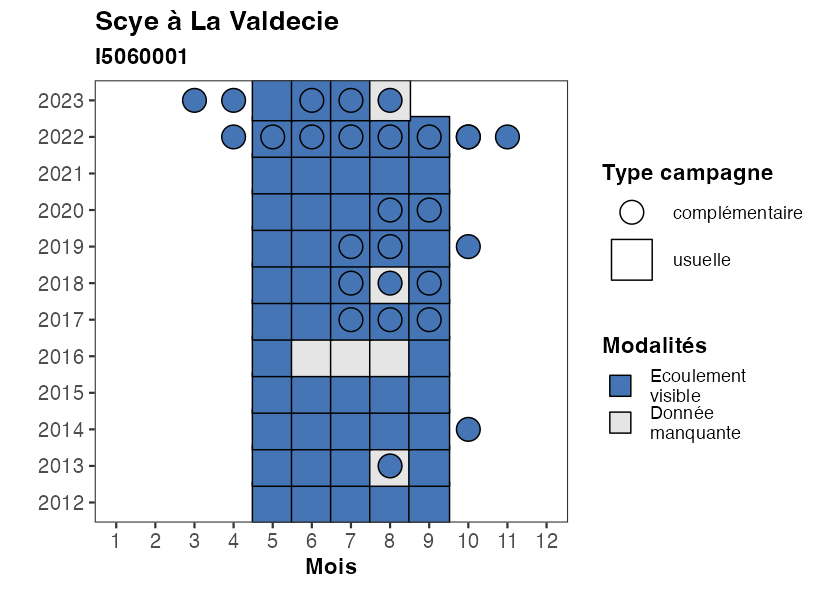 Scye à La Valdecie
I5060001
2023
2022
2021
2020
2019
2018
2017
2016
2015
2014
2013
2012
1 2 3 4 5 6 7 8 9 10 11 12
Mois
Type campagne
complémentaire
usuelle
Modalités
Ecoulement
visible
Donnée
manquante